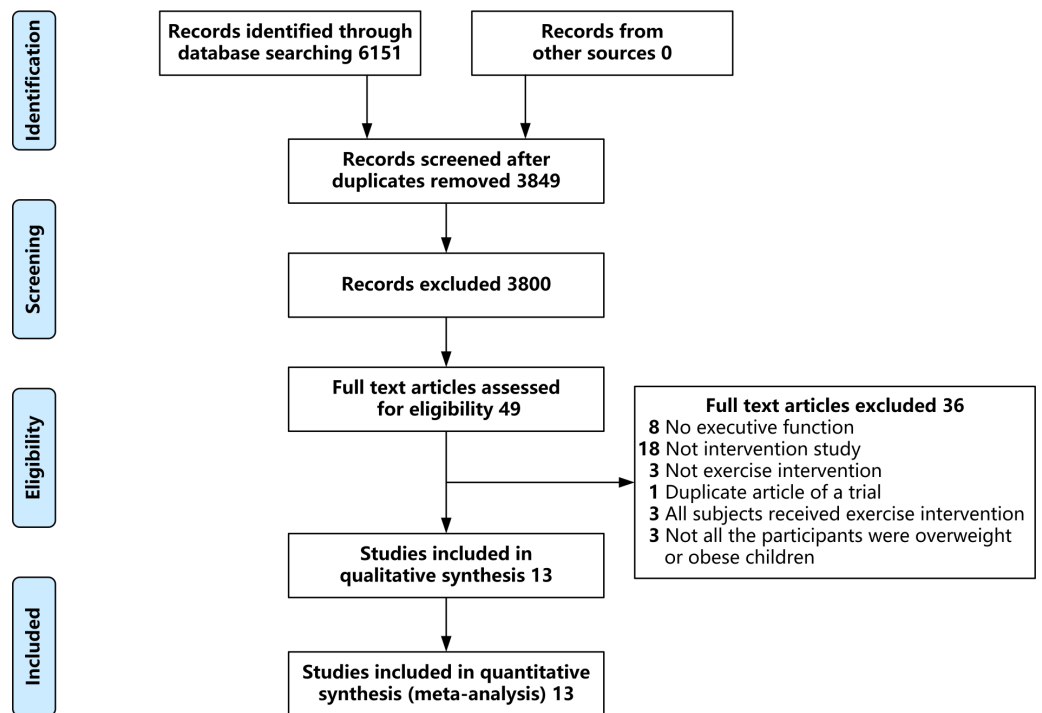 Identification
Records identified through
database searching 6151
Records from
other sources 0
Records screened after
duplicates removed 3849
Screening
Records excluded 3800
Eligibility
Full text articles assessed
for eligibility 49
Full text articles excluded 36
8 No executive function
18 Not intervention study
3 Not exercise intervention
1 Duplicate article of a trial
3 All subjects received exercise intervention
3 Not all the participants were overweight
or obese children
Studies included in
qualitative synthesis 13
Included
Studies included in quantitative
synthesis (meta-analysis) 13